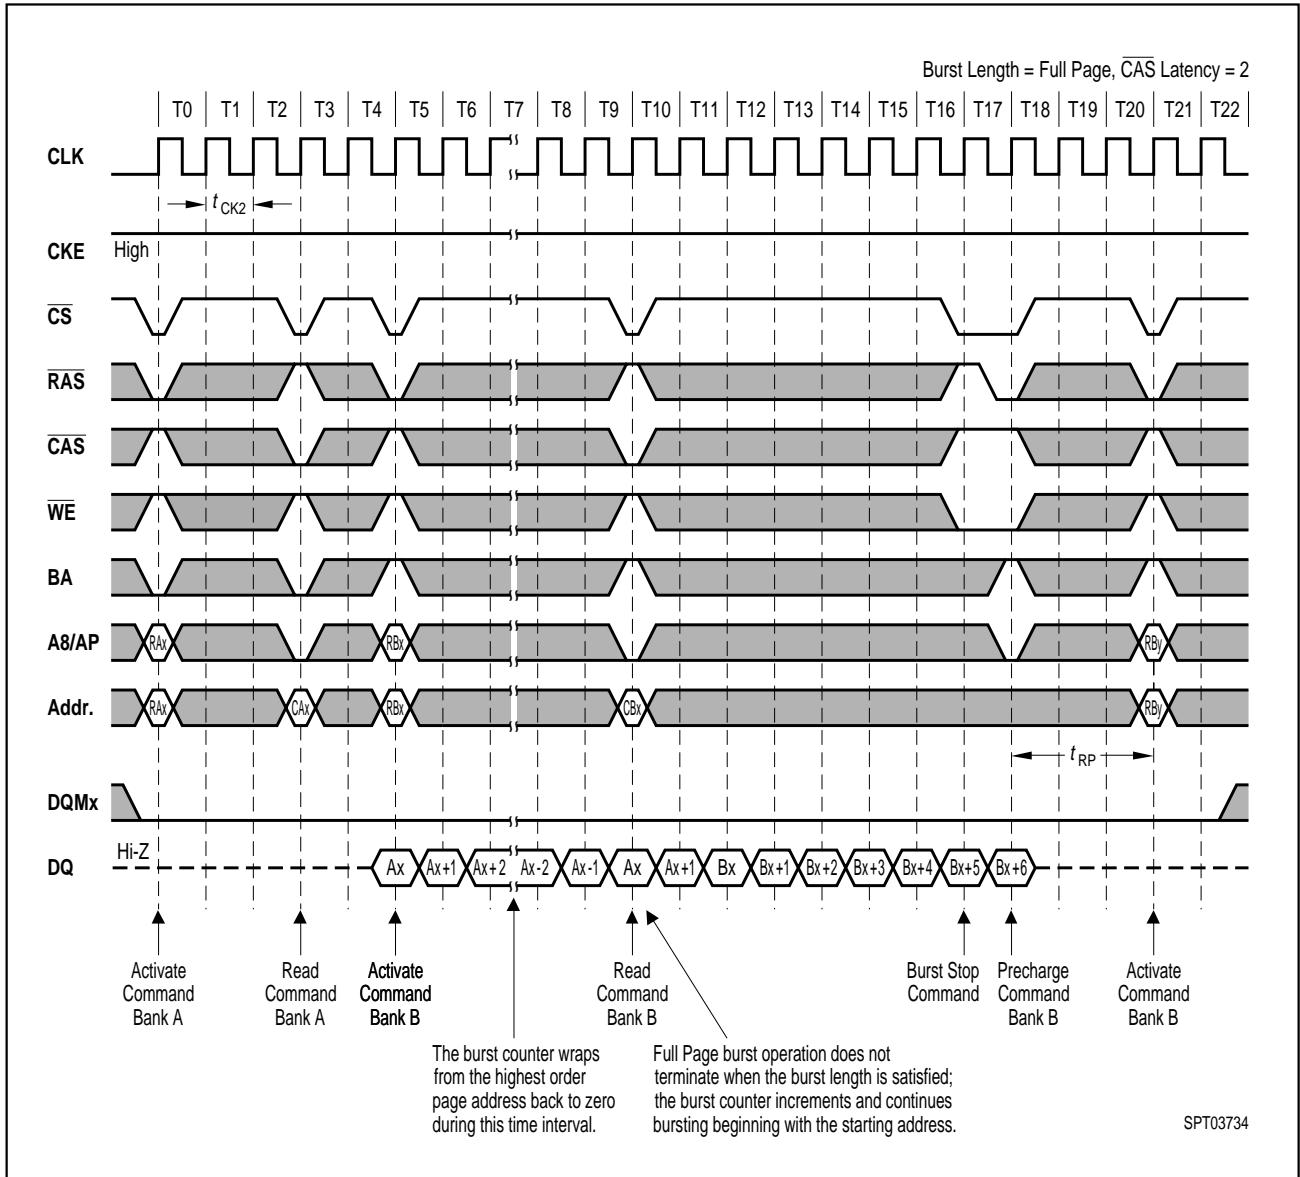 Burst Length = Full Page, CAS Latency = 2
T0 T1 T2 T3 T4 T5 T6 T7 T8 T9 T10 T11 T12 T13 T14 T15 T16 T17 T18 T19 T20 T21 T22
CLK
tCK2
CKE High
CS
RAS
CAS
WE
BA
A8/AP RAx RBx RBy
Addr. RAx CAx RBx CBx RBy
tRP
DQMx
DQ Hi-Z Ax Ax+1 Ax+2 Ax-2 Ax-1 Ax Ax+1 Bx Bx+1 Bx+2 Bx+3 Bx+4 Bx+5 Bx+6
Activate
Command
Bank A
Read
Command
Bank A
Activate
Command
Bank B
Read
Command
Bank B
Burst Stop
Command
Precharge
Command
Bank B
Activate
Command
Bank B
The burst counter wraps
from the highest order
page address back to zero
during this time interval.
Full Page burst operation does not
terminate when the burst length is satisfied;
the burst counter increments and continues
bursting beginning with the starting address.
SPT03734